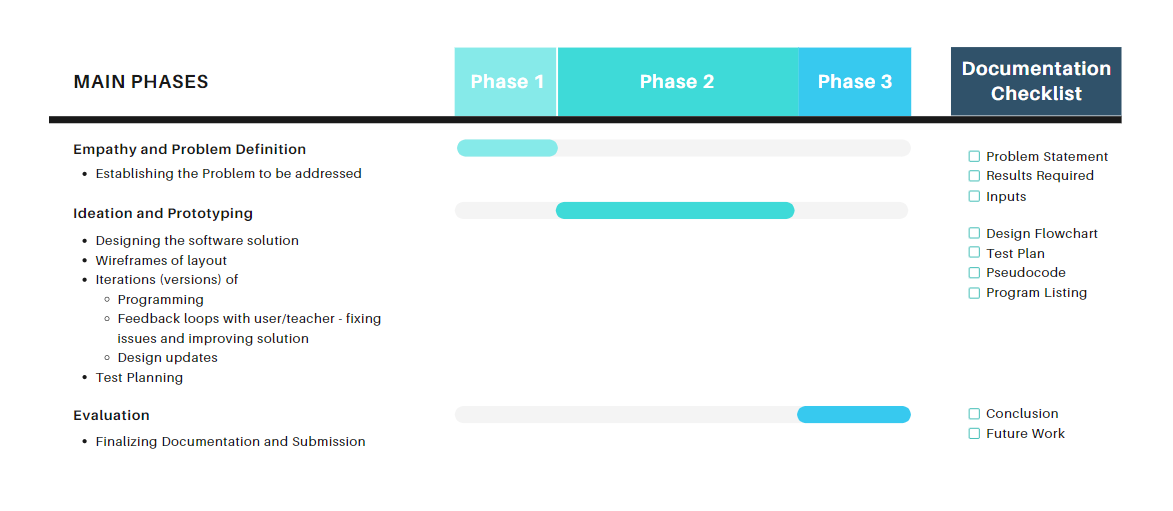 MAIN PHASES
Phase 1
Phase 2
Phase 3
Documentation
Checklist
Empathy and Problem Definition
• Establishing the Problem to be addressed
Problem Statement
Results Required
Inputs
Ideation and Prototyping
• Designing the software solution
• Wireframes of layout
• Iterations (versions) of
◦ Programming
◦ Feedback loops with user/teacher - fixing
issues and improving solution
◦ Design updates
• Test Planning
Design Flowchart
Test Plan
Pseudocode
Program Listing
Evaluation
• Finalizing Documentation and Submission
Conclusion
Future Work